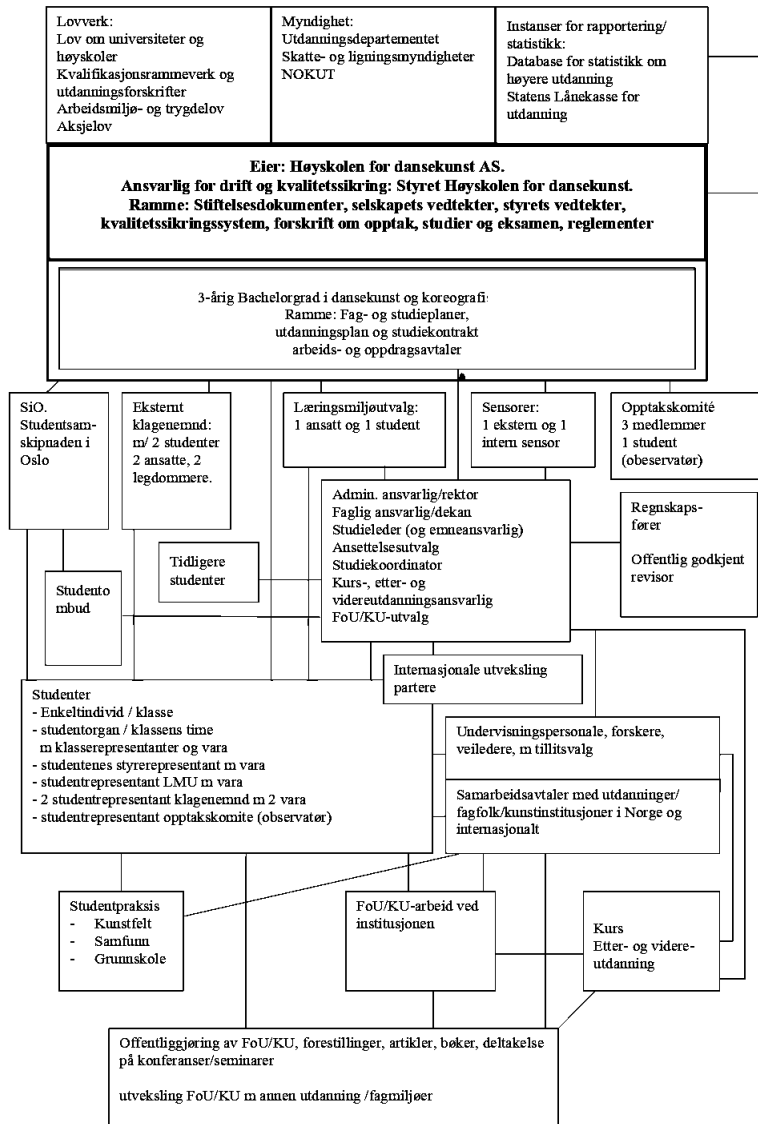 Lovverk:
Lov om universiteter og
høyskoler
Kvalifikasjonsrammeverk og
utdanningsforskrifter
Arbeidsmiljø- og trygdelov
Aksjelov
Myndighet:
Utdanningsdepartementet
Skatte- og ligningsmyndigheter
NOKUT
Instanser for rapportering/
statistikk:
Database for statistikk om
høyere utdanning
Statens Lånekasse for
utdanning
Eier: Høyskolen for dansekunst AS.
Ansvarlig for drift og kvalitetssikring: Styret Høyskolen for dansekunst.
Ramme: Stiftelsesdokumenter, selskapets vedtekter, styrets vedtekter,
kvalitetssikringssystem, forskrift om opptak, studier og eksamen, reglementer
3-årig Bachelorgrad i dansekunst og koreografi:
Ramme: Fag- og studieplaner,
utdanningsplan og studiekontrakt
arbeids- og oppdragsavtaler
SiO.
Studentsam-
skipnaden i
Oslo
Eksternt
klagenemnd:
m/ 2 studenter
2 ansatte, 2
legdommere.
Læringsmiljøutvalg:
1 ansatt og 1 student
Sensorer:
1 ekstern og 1
intern sensor
Opptakskomité
3 medlemmer
1 student
(obeservatør)
Admin. ansvarlig/rektor
Faglig ansvarlig/dekan
Studieleder (og emneansvarlig)
Ansettelsesutvalg
Studiekoordinator
Kurs-, etter- og
videreutdanningsansvarlig
FoU/KU-utvalg
Regnskaps-
fører
Offentlig godkjent
revisor
Tidligere
studenter
Studento
mbud
Internasjonale utveksling
partere
Studenter
- Enkeltindivid / klasse
- studentorgan / klassens time
m klasserepresentanter og vara
- studentenes styrerepresentant m vara
- studentrepresentant LMU m vara
- 2 studentrepresentant klagenemnd m 2 vara
- studentrepresentant opptakskomite (observatør)
Undervisningspersonale, forskere,
veiledere, m tillitsvalg
Samarbeidsavtaler med utdanninger/
fagfolk/kunstinstitusjoner i Norge og
internasjonalt
Studentpraksis
- Kunstfelt
- Samfunn
- Grunnskole
FoU/KU-arbeid ved
institusjonen
Kurs
Etter- og videre-
utdanning
Offentliggjøring av FoU/KU, forestillinger, artikler, bøker, deltakelse
på konferanser/seminarer
utveksling FoU/KU m annen utdanning /fagmiljøer